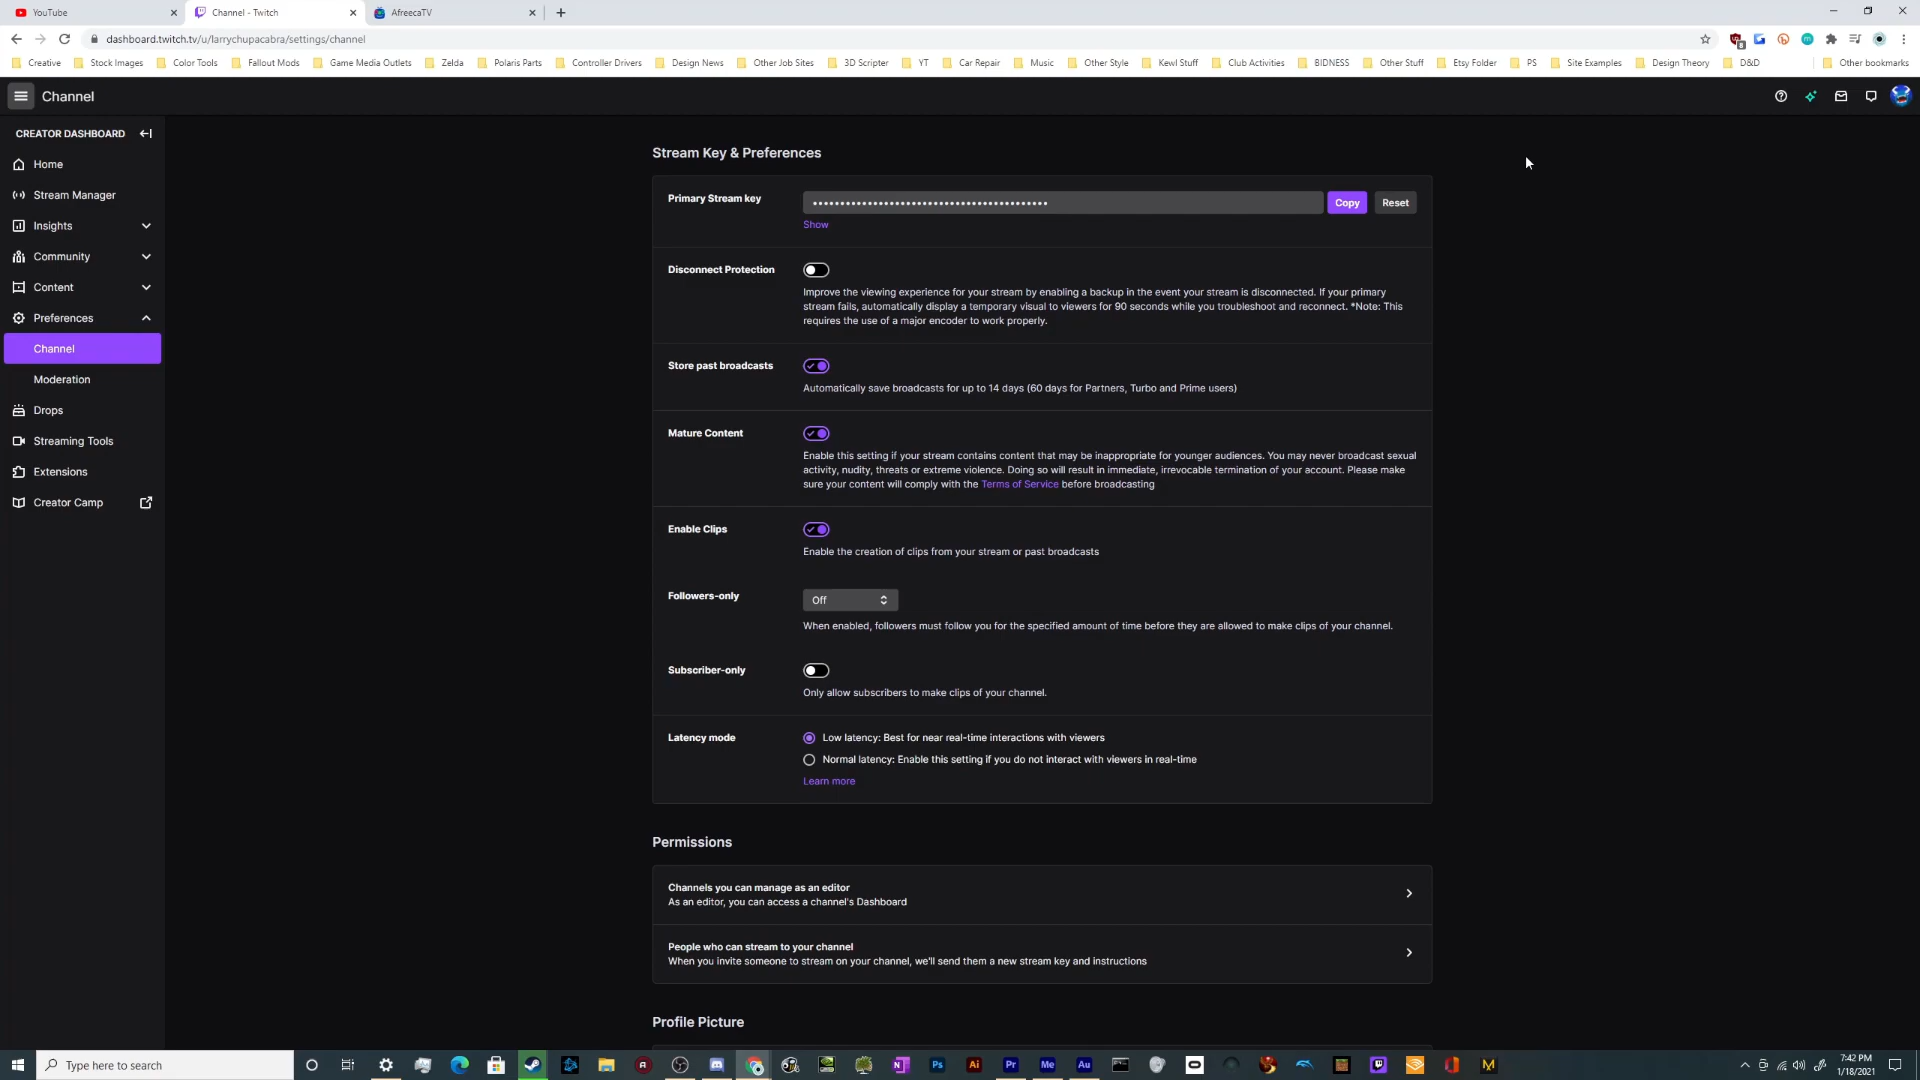 YouTube
Channel - Twitch
AfreecaTV
dashboard.twitch.tv/u/larrychupacabra/settings/channel
Creative
Stock Images
Color Tools
Fallout Mods
Game Media Outlets
Zelda
Polaris Parts
Controller Drivers
Design News
Other Job Sites
3D Scripter
YT
Car Repair
Music
Other Style
Kewl Stuff
Club Activities
BIDNESS
Other Stuff
Etsy Folder
PS
Site Examples
Design Theory
D&D
Other bookmarks
Channel
CREATOR DASHBOARD
Home
Stream Manager
Insights
Community
Content
Preferences
Channel
Moderation
Drops
Streaming Tools
Extensions
Creator Camp
Stream Key & Preferences
Primary Stream key
Copy
Reset
Show
Disconnect Protection
Improve the viewing experience for your stream by enabling a backup in the event your stream is disconnected. If your primary
stream fails, automatically display a temporary visual to viewers for 90 seconds while you troubleshoot and reconnect. *Note: This
requires the use of a major encoder to work properly.
Store past broadcasts
Automatically save broadcasts for up to 14 days (60 days for Partners, Turbo and Prime users)
Mature Content
Enable this setting if your stream contains content that may be inappropriate for younger audiences. You may never broadcast sexual
activity, nudity, threats or extreme violence. Doing so will result in immediate, irrevocable termination of your account. Please make
sure your content will comply with the Terms of Service before broadcasting
Enable Clips
Enable the creation of clips from your stream or past broadcasts
Followers-only
Off
When enabled, followers must follow you for the specified amount of time before they are allowed to make clips of your channel.
Subscriber-only
Only allow subscribers to make clips of your channel.
Latency mode
Low latency: Best for near real-time interactions with viewers
Normal latency: Enable this setting if you do not interact with viewers in real-time
Learn more
Permissions
Channels you can manage as an editor
As an editor, you can access a channel's Dashboard
People who can stream to your channel
When you invite someone to stream on your channel, we'll send them a new stream key and instructions
Profile Picture
Type here to search
Ps
Ai
Pr
Me
Au
7:42 PM
1/18/2021